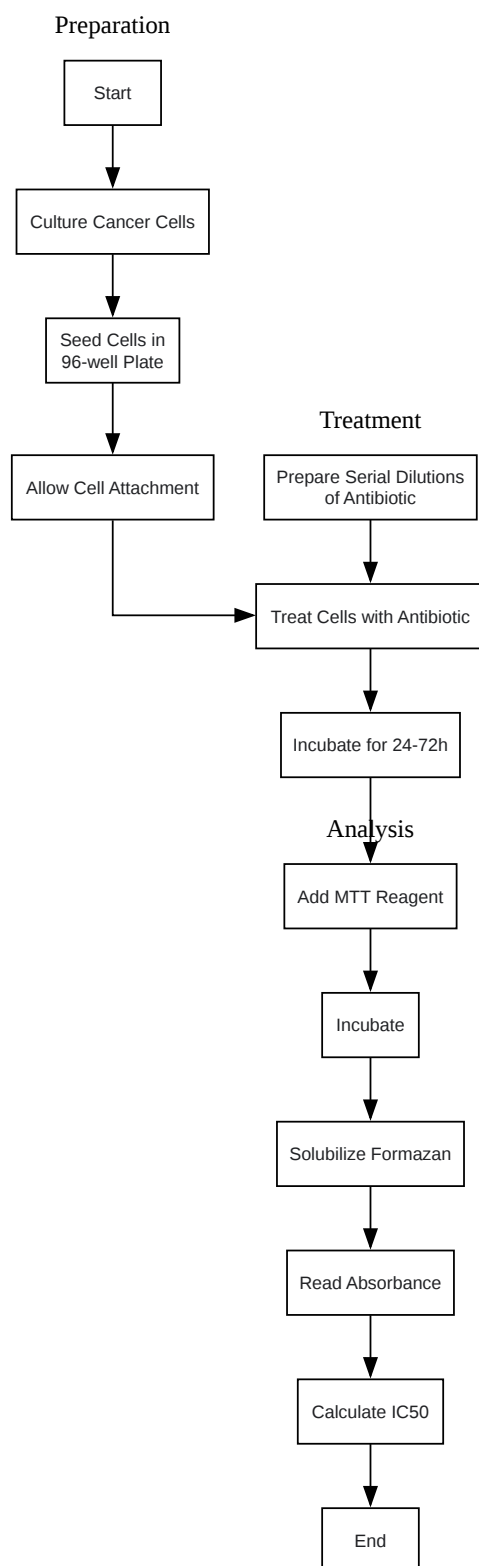 Preparation
Start
Culture Cancer Cells
Seed Cells in
96-well Plate
Allow Cell Attachment
Treatment
Prepare Serial Dilutions
of Antibiotic
Treat Cells with Antibiotic
Incubate for 24-72h
Analysis
Add MTT Reagent
Incubate
Solubilize Formazan
Read Absorbance
Calculate IC50
End